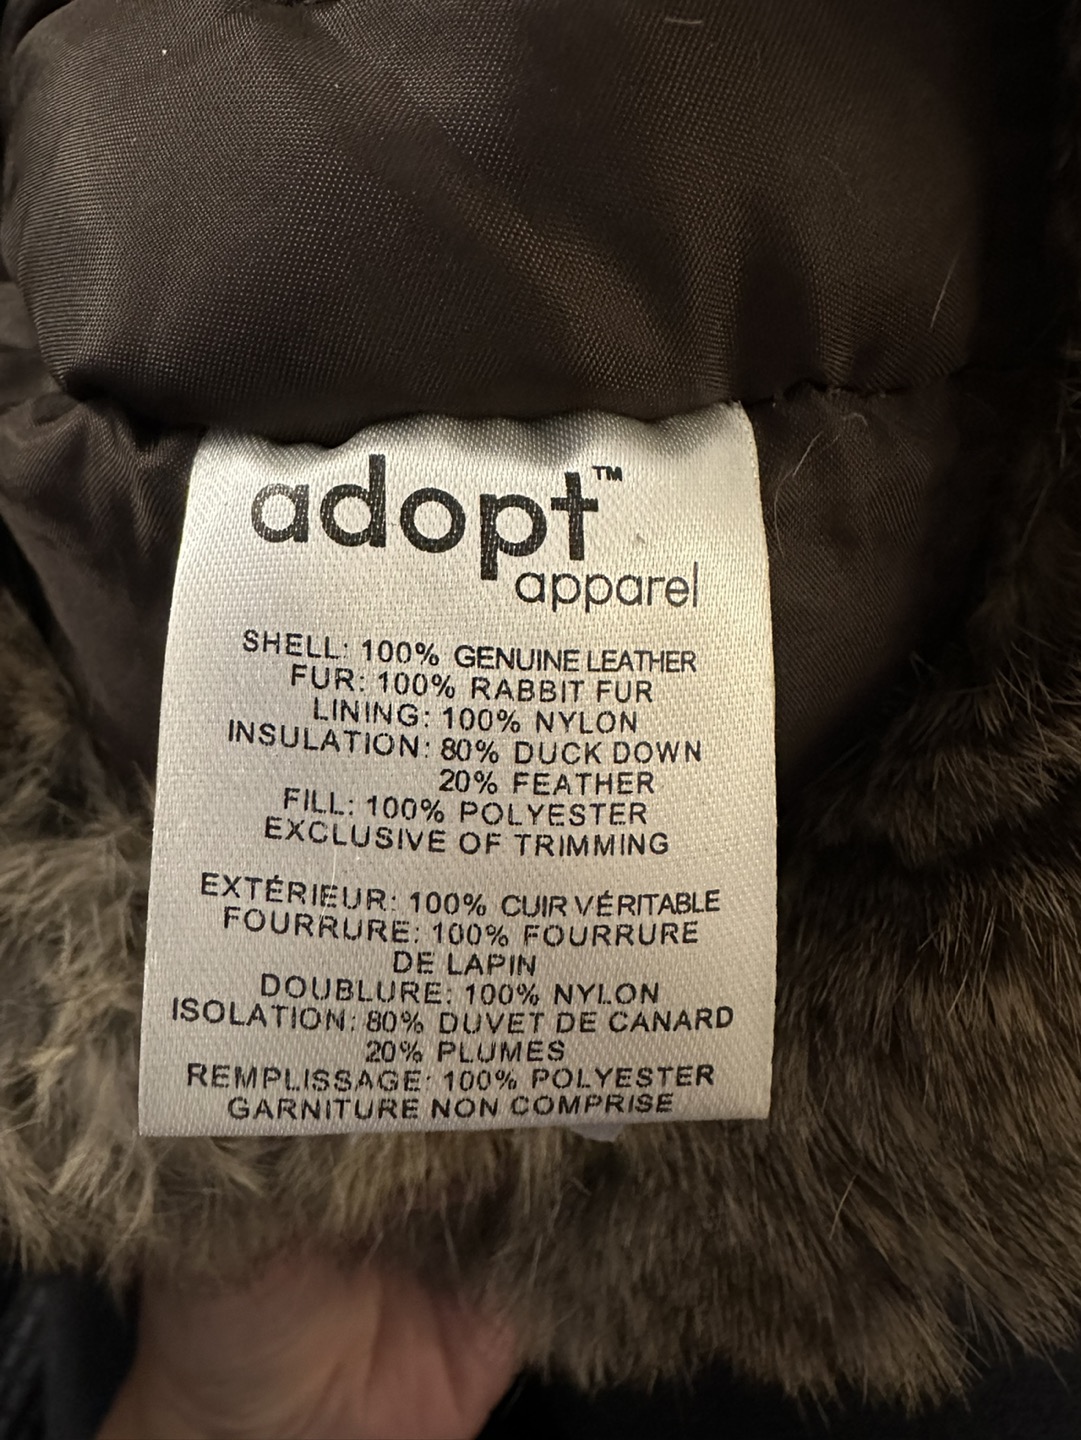 adopt™
apparel
SHELL: 100% GENUINE LEATHER
FUR: 100% RABBIT FUR
LINING: 100% NYLON
INSULATION: 80% DUCK DOWN
20% FEATHER
FILL: 100% POLYESTER
EXCLUSIVE OF TRIMMING
EXTÉRIEUR: 100% CUIR VÉRITABLE
FOURRURE: 100% FOURRURE
DE LAPIN
DOUBLURE: 100% NYLON
ISOLATION: 80% DUVET DE CANARD
20% PLUMES
REMPLISSAGE: 100% POLYESTER
GARNITURE NON COMPRISE